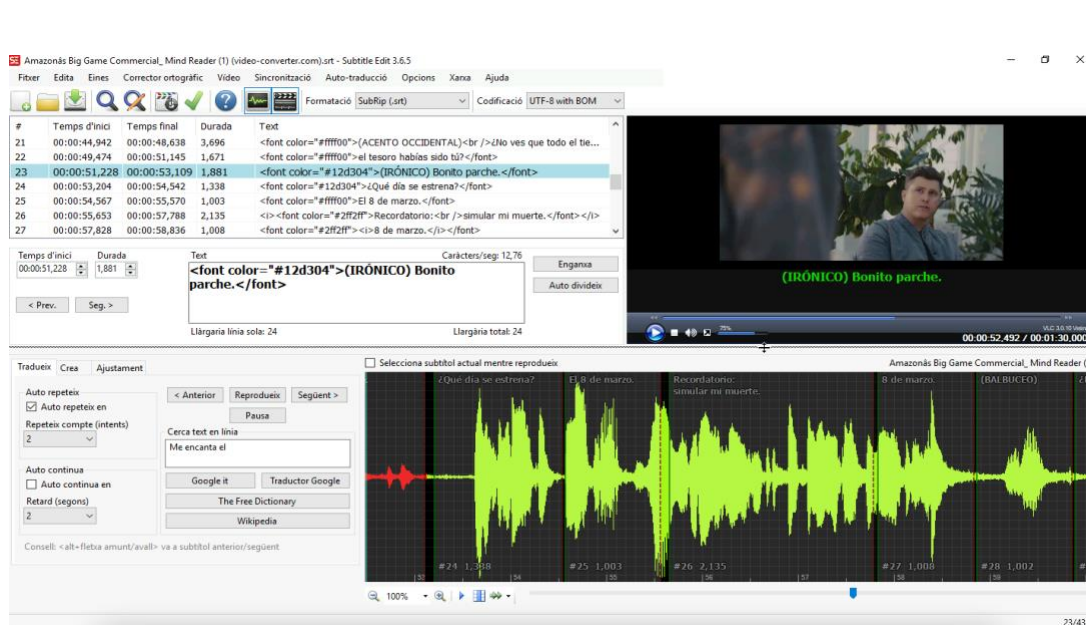 SE Amazonâs Big Game Commercial_ Mind Reader (1) (video-converter.com).srt - Subtitle Edit 3.6.5
Fitxer Edita Eines Corrector ortogràfic Vídeo Sincronització Auto-traducció Opcions Xarxa Ajuda
Formatació SubRip (.srt) Codificació UTF-8 with BOM
# Temps d'inici Temps final Durada Text
21 00:00:44,942 00:00:48,638 3,696 <font color="#ffff00">(ACENTO OCCIDENTAL)<br />¿No ves que todo el tie...
22 00:00:49,474 00:00:51,145 1,671 <font color="#ffff00">el tesoro habías sido tú?</font>
23 00:00:51,228 00:00:53,109 1,881 <font color="#12d304">(IRÓNICO) Bonito parche.</font>
24 00:00:53,204 00:00:54,542 1,338 <font color="#12d304">¿Qué día se estrena?</font>
25 00:00:54,567 00:00:55,570 1,003 <font color="#ffff00">El 8 de marzo.</font>
26 00:00:55,653 00:00:57,788 2,135 <i><font color="#2ff2ff">Recordatorio:<br />simular mi muerte.</font></i>
27 00:00:57,828 00:00:58,836 1,008 <font color="#2ff2ff"><i>8 de marzo.</i></font>
Temps d'inici Durada Text Caràcters/seg: 12,76
00:00:51,228 1,881
<font color="#12d304">(IRÓNICO) Bonito
parche.</font>
Enganxa
Auto divideix
< Prev. Seg. >
Llargaria línia sola: 24 Llargària total: 24
(IRÓNICO) Bonito parche.
75%
VLC 3.0.10
00:00:52,492 / 00:01:30,000
Tradueix Crea Ajustament
Selecciona subtítol actual mentre reprodueix
Amazonâs Big Game Commercial_ Mind Reader (
Auto repeteix
Auto repeteix en
Repeteix compte (intents)
2
Auto continua
Auto continua en
Retard (segons)
2
< Anterior Reprodueix Següent >
Pausa
Cerca text en línia
Me encanta el
Google it Traductor Google
The Free Dictionary
Wikipedia
Consell: <alt+fletxa amunt/avall> va a subtítol anterior/següent
¿Qué día se estrena? El 8 de marzo. Recordatorio:
simular mi muerte.
8 de marzo. (BALBUCEO)
#24 1,338 #25 1,003 #26 2,135 #27 1,008 #28 1,002
53 54 55 56 57 58 59
100%
23/43